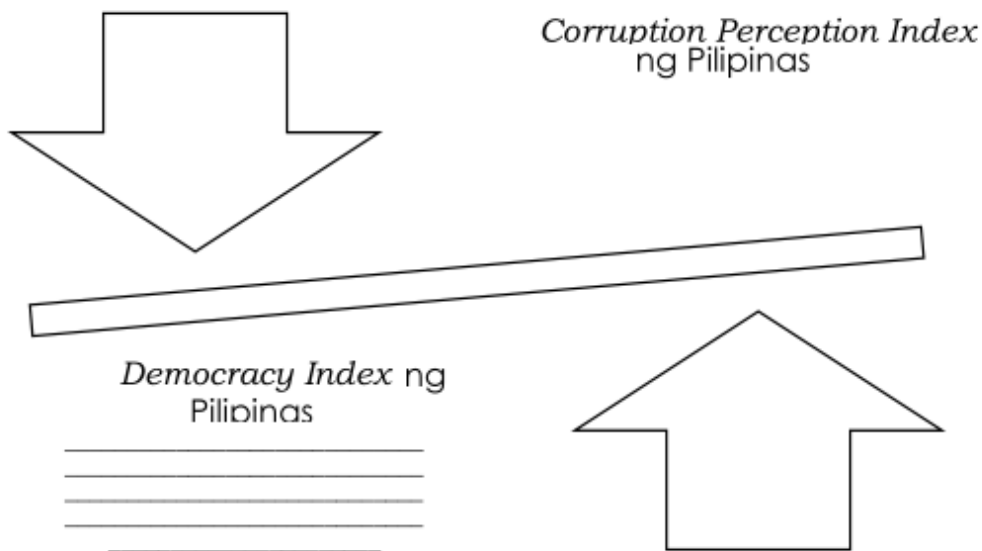 Corruption Perception Index
ng Pilipinas
Democracy Index ng
Pilipinas